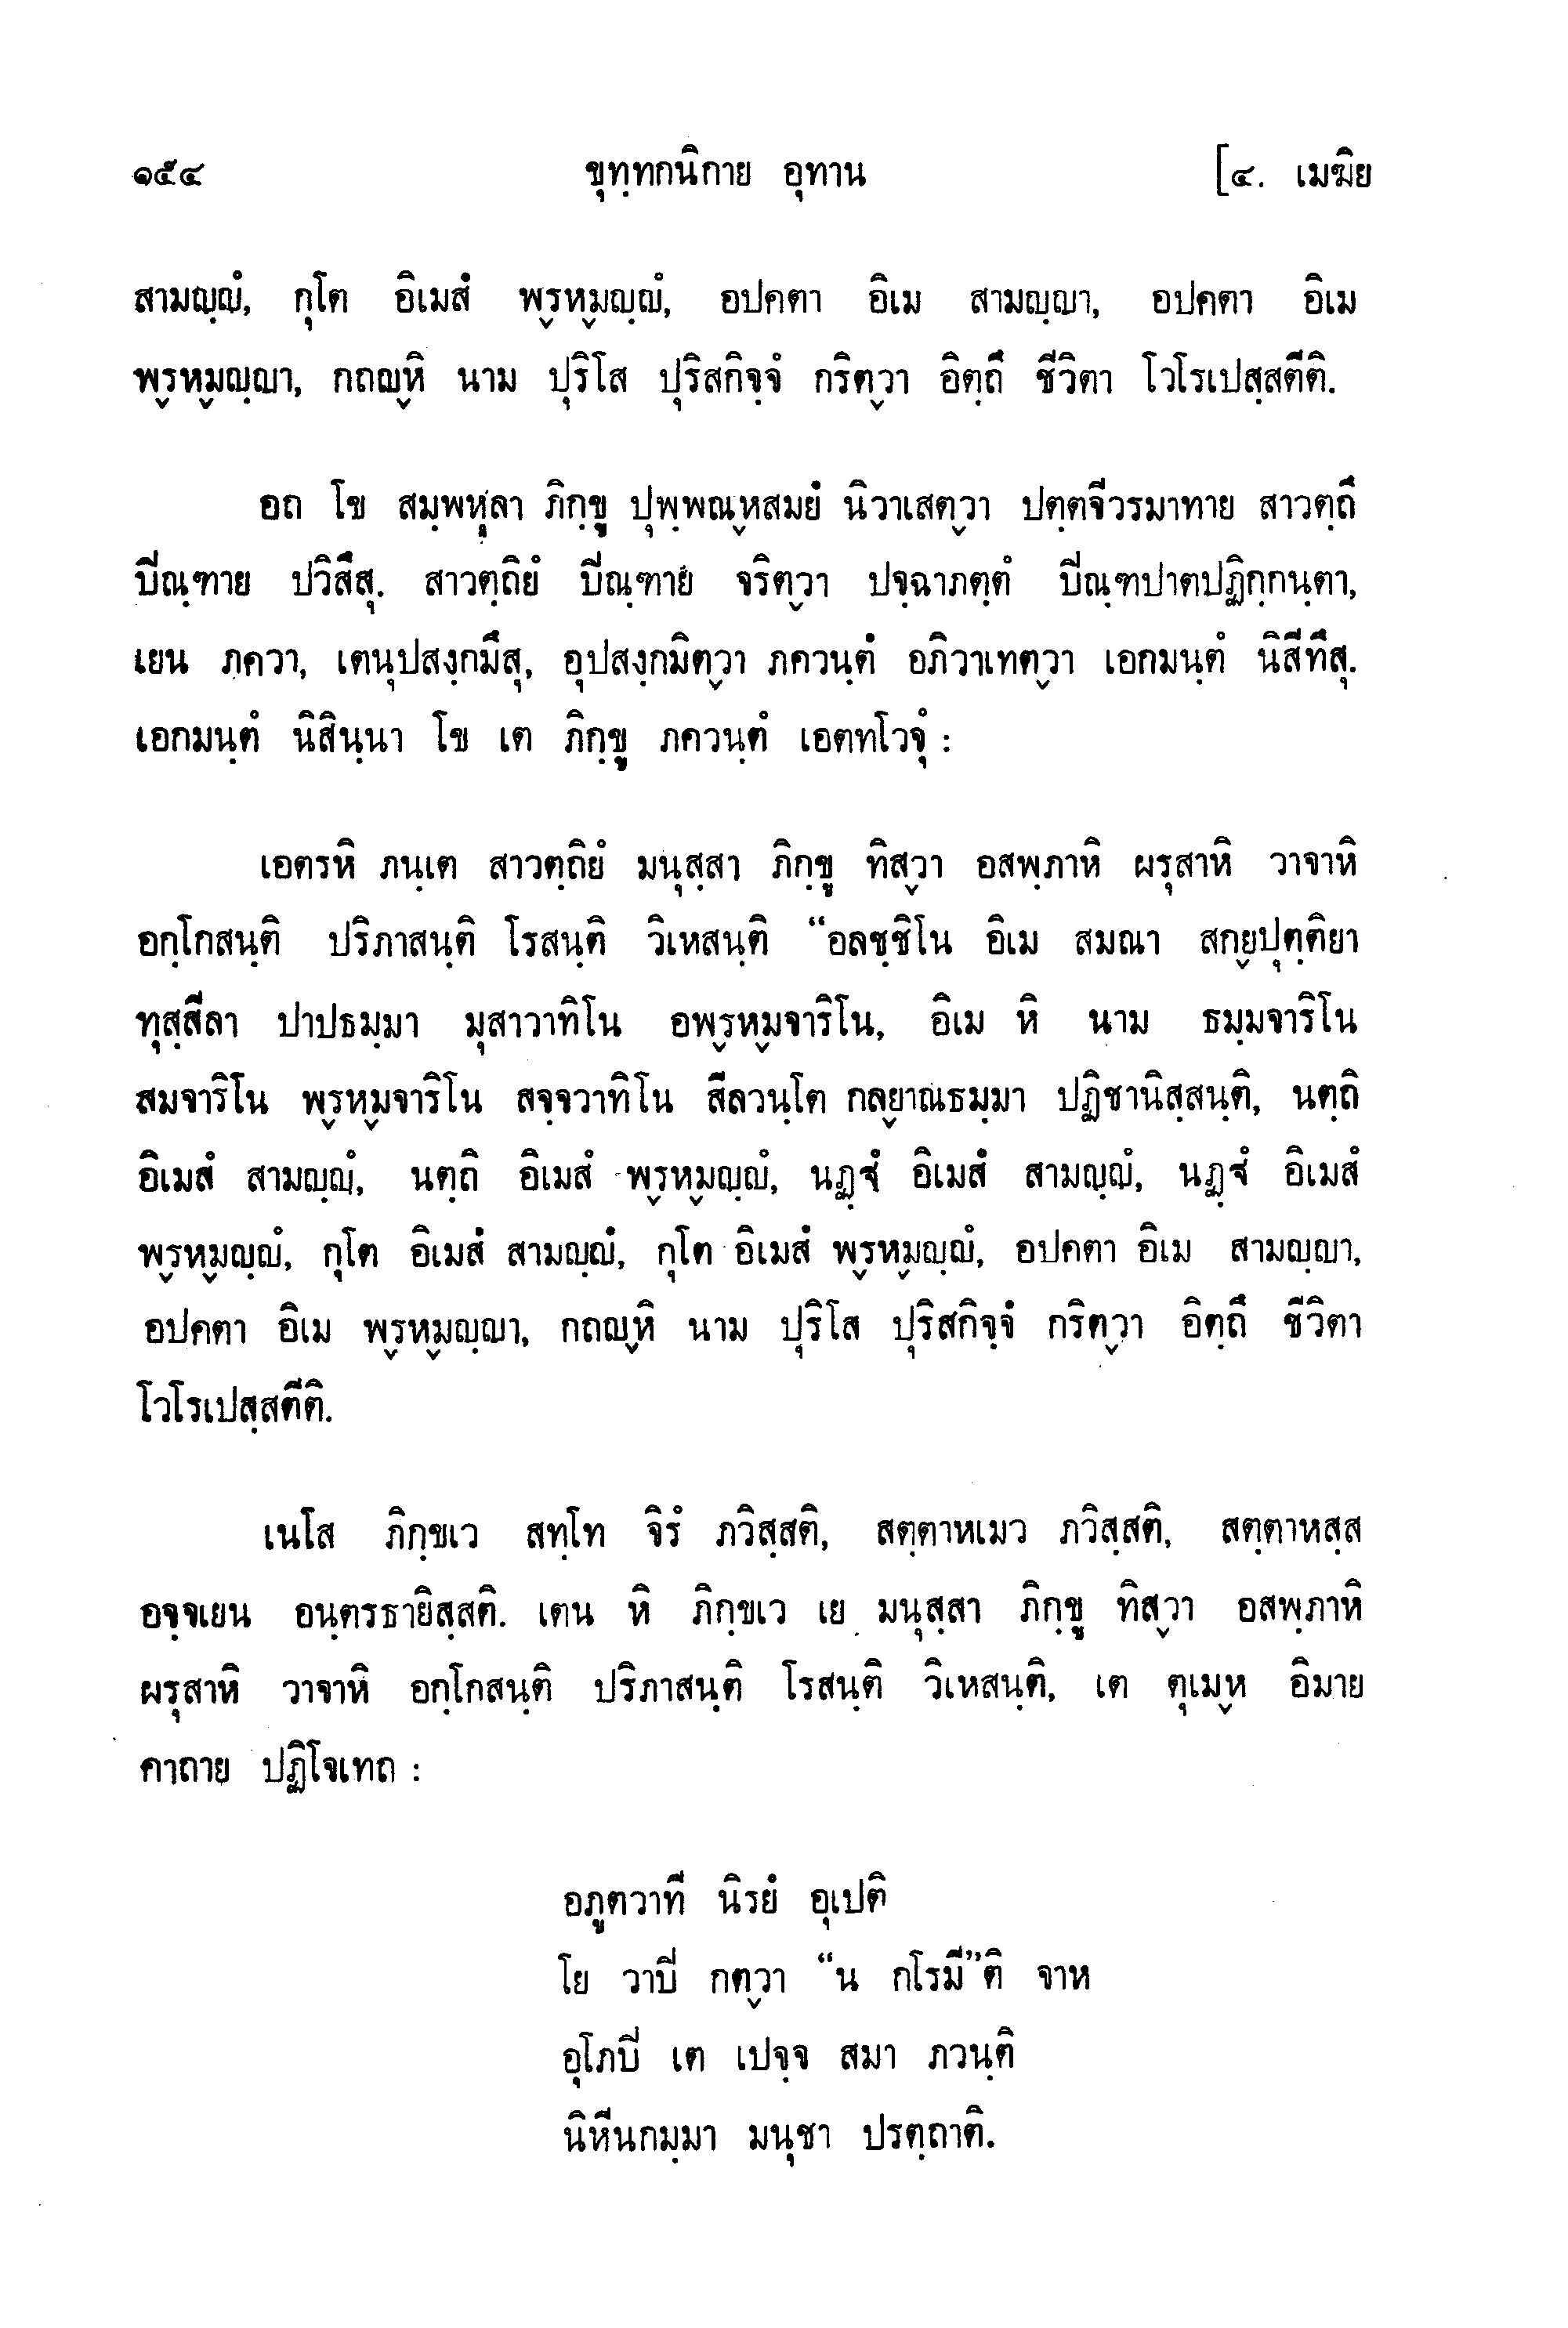 ๑๕๔ ขุทฺทกนิกาย อุทาน [๔. เมฆิย
สามญฺญํ, กุโต อิเมสํ พ๎รหม๎ญฺญํ, อปคตา อิเม สามญฺญา, อปคตา อิเม
พ๎รหม๎ญฺญา, กถญ๎หิ นาม ปุริโส ปุริสกิจฺจํ กริต๎วา อิตฺถึ ชีวิตา โวโรเปสฺสตีติ.
อถ โข สมฺพหุลา ภิกฺขู ปุพฺพณ๎หสมยํ นิวาเสต๎วา ปตฺตจีวรมาทาย สาวตฺถึ
ปิณฺฑาย ปวิสึสุ. สาวตฺถิยํ ปิณฺฑาย จริต๎วา ปจฺฉาภตฺตํ ปิณฺฑปาตปฏิกฺกนฺตา,
เยน ภควา, เตนุปสงฺกมึสุ, อุปสงฺกมิต๎วา ภควนฺตํ อภิวาเทต๎วา เอกมนฺตํ นิสีทึสุ.
เอกมนฺตํ นิสินฺนา โข เต ภิกฺขู ภควนฺตํ เอตทโวจุํ :
เอตรหิ ภนฺเต สาวตฺถิยํ มนุสฺสา ภิกฺขู ทิส๎วา อสพฺภาหิ ผรุสาหิ วาจาหิ
อกฺโกสนฺติ ปริภาสนฺติ โรสนฺติ วิเหสนฺติ “อลชฺชิโน อิเม สมณา สกย๎ปุตฺติยา
ทุสฺสีลา ปาปธมฺมา มุสาวาทิโน อพ๎รหม๎จาริโน, อิเม หิ นาม ธมฺมจาริโน
สมจาริโน พ๎รหม๎จาริโน สจฺจวาทิโน สีลวนฺโต กลย๎าณธมฺมา ปฏิชานิสฺสนฺติ, นตฺถิ
อิเมสํ สามญฺญํ, นตฺถิ อิเมสํ พ๎รหม๎ญฺญํ, นฏฺฐํ อิเมสํ สามญฺญํ, นฏฺฐํ อิเมสํ
พ๎รหม๎ญฺญํ, กุโต อิเมสํ สามญฺญํ, กุโต อิเมสํ พ๎รหม๎ญฺญํ, อปคตา อิเม สามญฺญา,
อปคตา อิเม พ๎รหม๎ญฺญา, กถญ๎หิ นาม ปุริโส ปุริสกิจฺจํ กริต๎วา อิตฺถึ ชีวิตา
โวโรเปสฺสตีติ.
เนโส ภิกฺขเว สทฺโท จิรํ ภวิสฺสติ, สตฺตาหเมว ภวิสฺสติ, สตฺตาหสฺส
อจฺจเยน อนฺตรธายิสฺสติ. เตน หิ ภิกฺขเว เย มนุสฺสา ภิกฺขู ทิส๎วา อสพฺภาหิ
ผรุสาหิ วาจาหิ อกฺโกสนฺติ ปริภาสนฺติ โรสนฺติ วิเหสนฺติ, เต ตุเม๎ห อิมาย
คาถาย ปฏิโจเทถ :
อภูตวาที นิรยํ อุเปติ
โย วาปิ กต๎วา “น กโรมี”ติ จาห
อุโภปิ เต เปจฺจ สมา ภวนฺติ
นิหีนกมฺมา มนุชา ปรตฺถาติ.